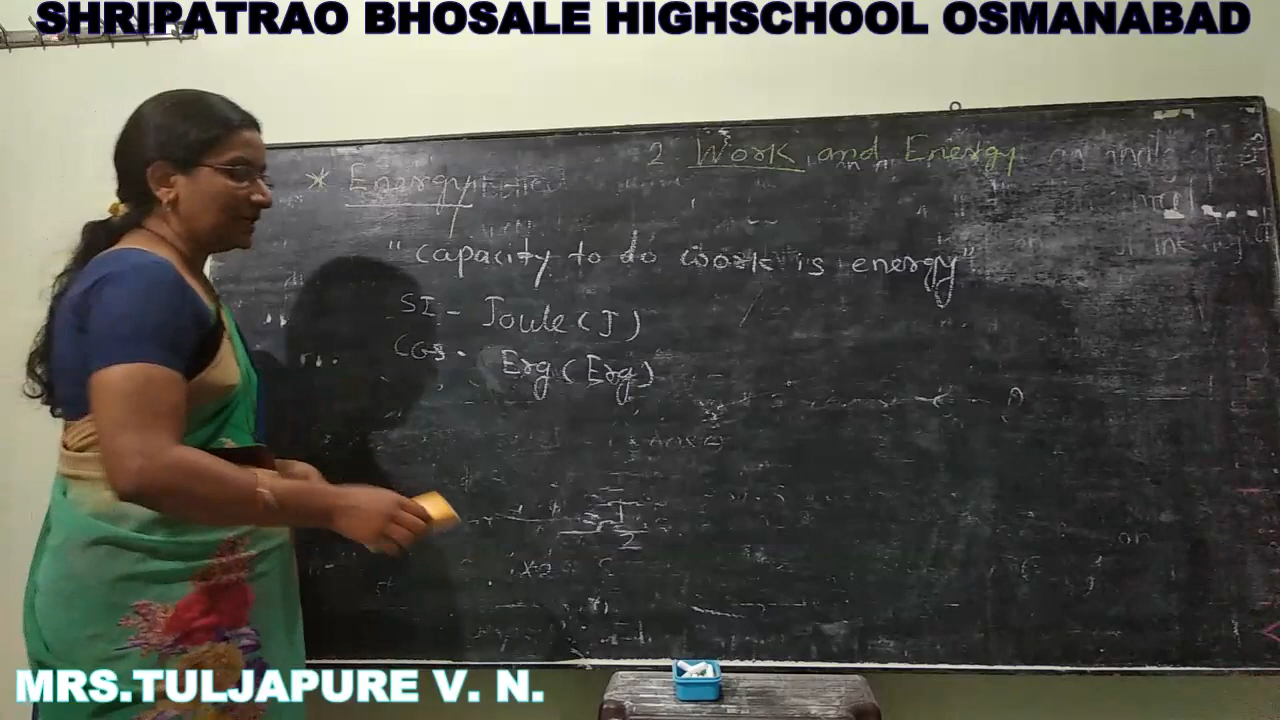 SHRIPATRAO BHOSALE HIGHSCHOOL OSMANABAD
2 Work and Energy
* Energy
"capacity to do work is energy"
SI - Joule (J)
CGS - Erg (Erg)
MRS.TULJAPURE V. N.